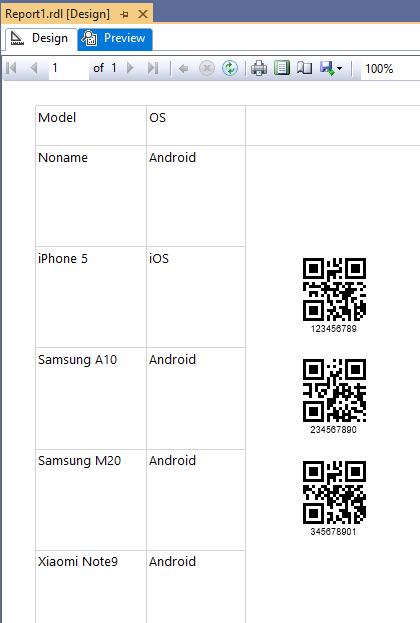 Report1.rdl [Design]
Design Preview
1 of 1 100%
Model OS
Noname Android
iPhone 5 iOS
123456789
Samsung A10 Android
234567890
Samsung M20 Android
345678901
Xiaomi Note9 Android